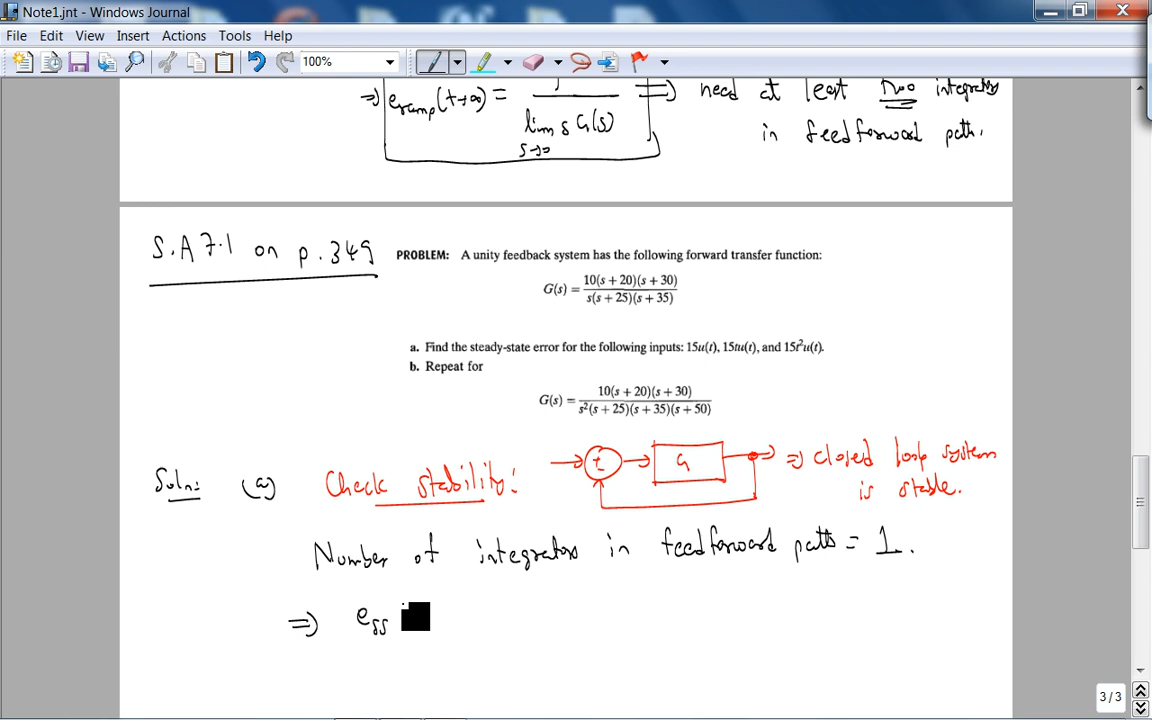 Note1.jnt - Windows Journal
File Edit View Insert Actions Tools Help
100%
⇒ e_ramp(t→∞) = lim s G(s) s→0 ⇒ need at least two integrators
in feedforward path.
S.A 7.1 on p.349
PROBLEM: A unity feedback system has the following forward transfer function:
G(s) = 10(s + 20)(s + 30) / s(s + 25)(s + 35)
a. Find the steady-state error for the following inputs: 15u(t), 15tu(t), and 15t²u(t).
b. Repeat for
G(s) = 10(s + 20)(s + 30) / s²(s + 25)(s + 35)(s + 50)
Soln: (a) Check stability: G ⇒ closed loop system
is stable.
Number of integrators in feedforward path = 1.
⇒ e_ss
3/3